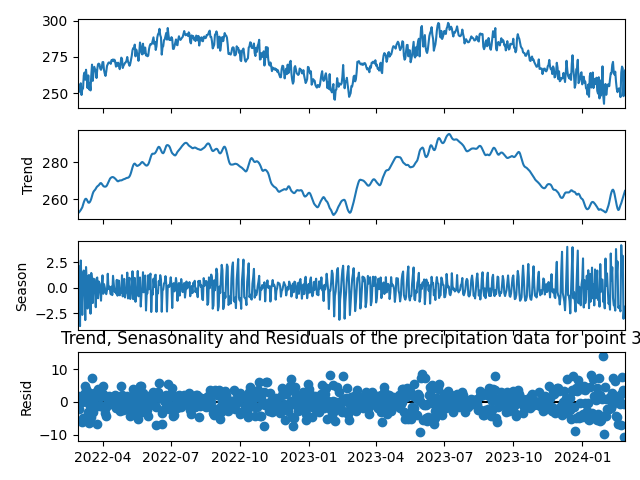 300
275
250
Trend
280
260
Season
2.5
0.0
−2.5
Trend, Senasonality and Residuals of the precipitation data for point 3
Resid
10
0
−10
2022-04 2022-07 2022-10 2023-01 2023-04 2023-07 2023-10 2024-01